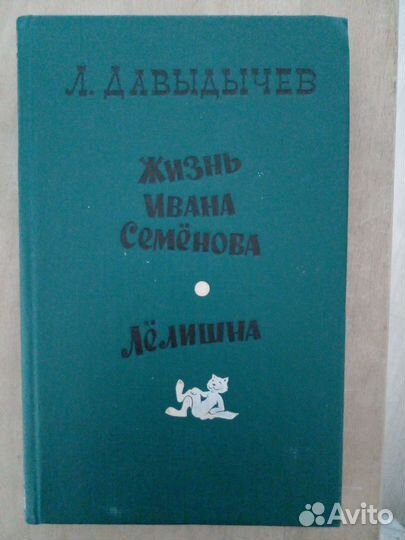 Л. Давыдычев
Жизнь
Ивана
Семёнова
Лёлишна
Avito